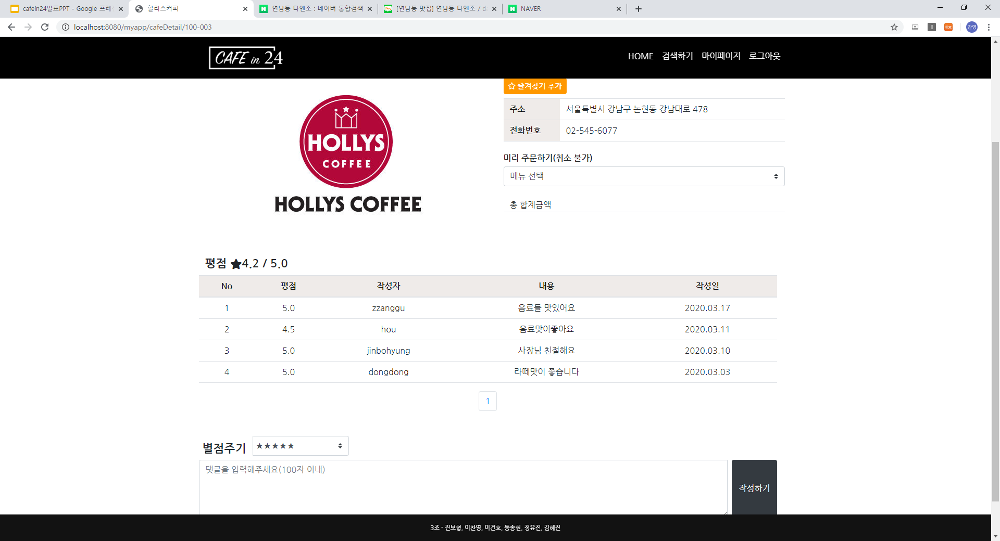 cafein24발표PPT - Google 프레
할리스커피
연남동 다앤조 : 네이버 통합검색
[연남동 맛집] 연남동 다앤조 / d
NAVER
localhost:8080/myapp/cafeDetail/100-003
찬영
CAFE in 24
HOME 검색하기 마이페이지 로그아웃
즐겨찾기 추가
HOLLYS
COFFEE
HOLLYS COFFEE
주소 서울특별시 강남구 논현동 강남대로 478
전화번호 02-545-6077
미리 주문하기(취소 불가)
메뉴 선택
총 합계금액
평점 ★4.2 / 5.0
No 평점 작성자 내용 작성일
1 5.0 zzanggu 음료들 맛있어요 2020.03.17
2 4.5 hou 음료맛이좋아요 2020.03.11
3 5.0 jinbohyung 사장님 친절해요 2020.03.10
4 5.0 dongdong 라떼맛이 좋습니다 2020.03.03
1
별점주기 ★★★★★
댓글을 입력해주세요(100자 이내)
작성하기
3조 - 진보형, 이찬영, 이건호, 동송현, 정유진, 김혜진